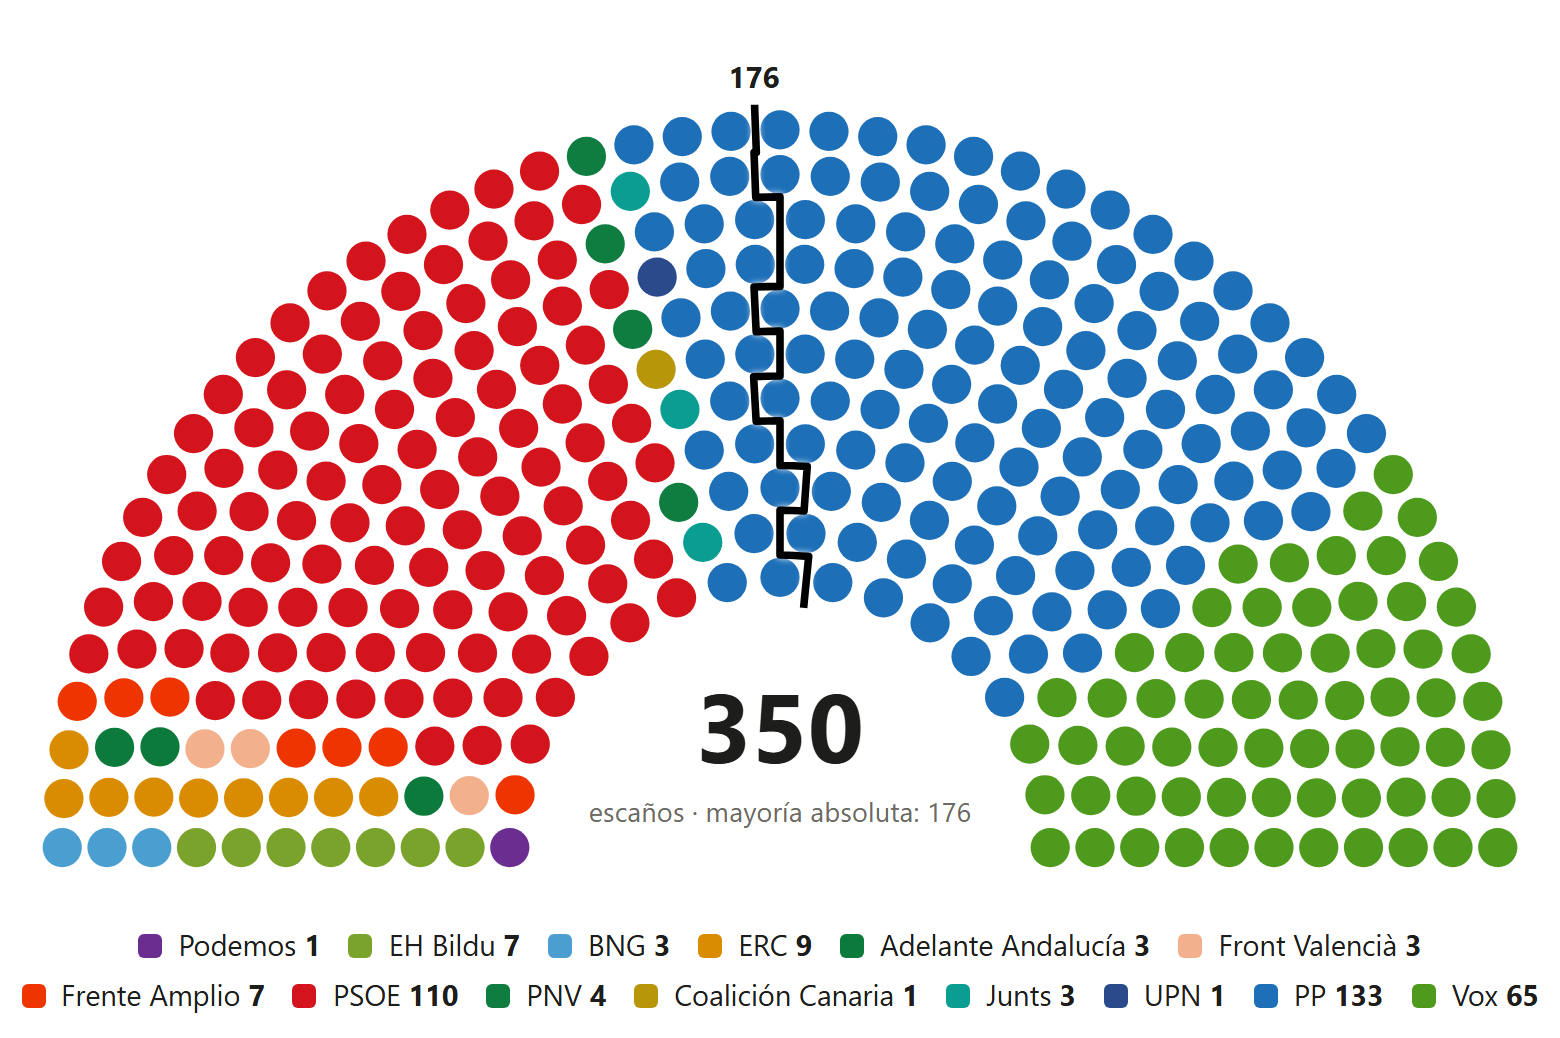 176
350
escaños · mayoría absoluta: 176
Podemos 1 EH Bildu 7 BNG 3 ERC 9 Adelante Andalucía 3 Front Valencià 3
Frente Amplio 7 PSOE 110 PNV 4 Coalición Canaria 1 Junts 3 UPN 1 PP 133 Vox 65